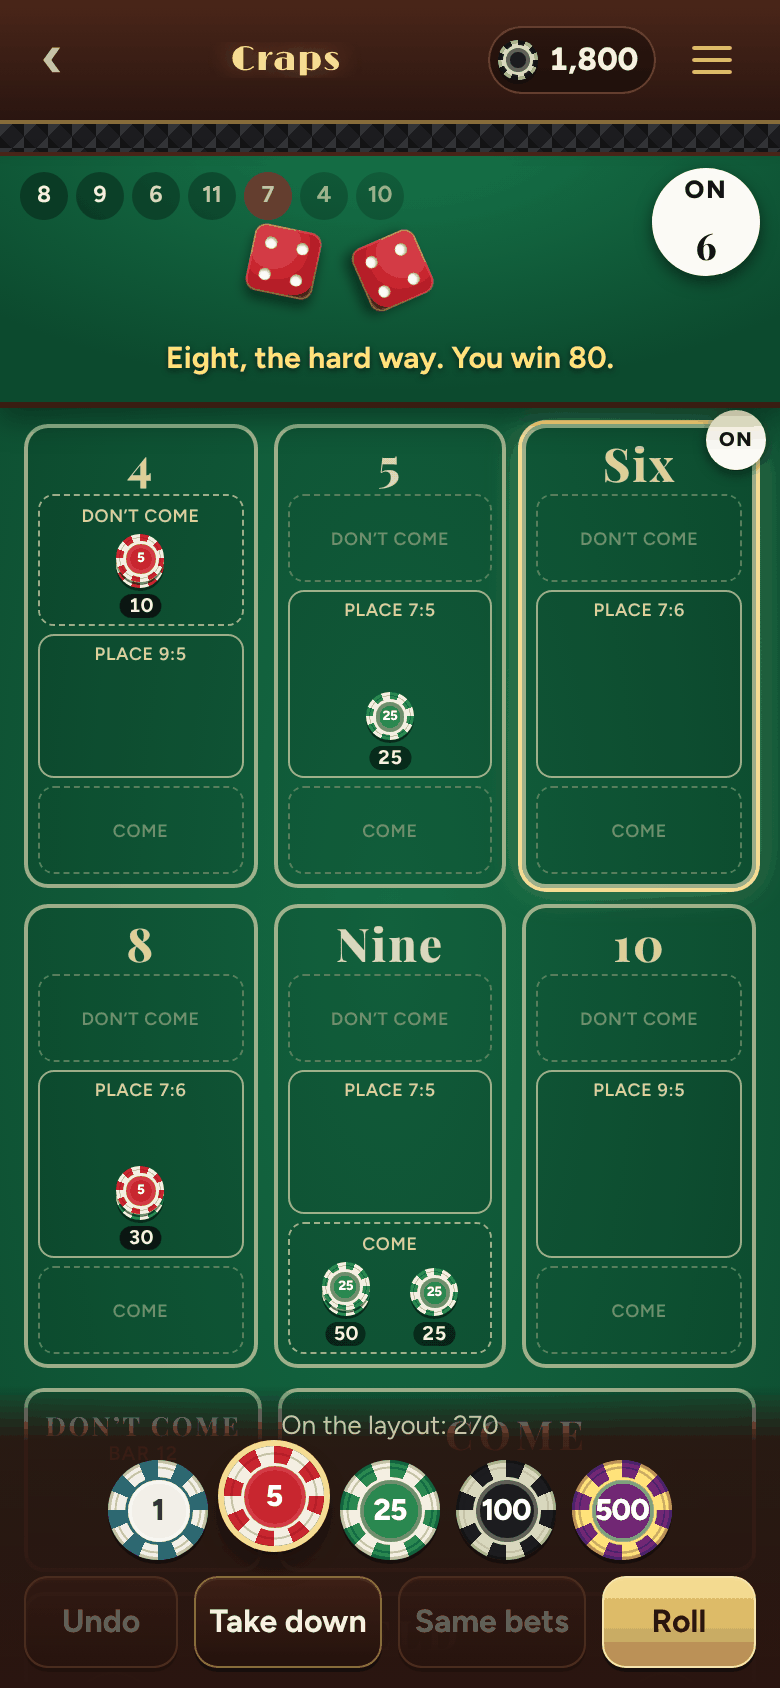 ‹ Craps 1,800
8 9 6 11 7 4 10
ON
6
Eight, the hard way. You win 80.
ON
4 5 Six
DON'T COME DON'T COME DON'T COME
5
10
PLACE 9:5 PLACE 7:5 PLACE 7:6
25
25
COME COME COME
8 Nine 10
DON'T COME DON'T COME DON'T COME
PLACE 7:6 PLACE 7:5 PLACE 9:5
5
30
COME COME COME
25 25
50 25
On the layout: 270
DON'T COME COME
BAR 12
1 5 25 100 500
Undo Take down Same bets Roll